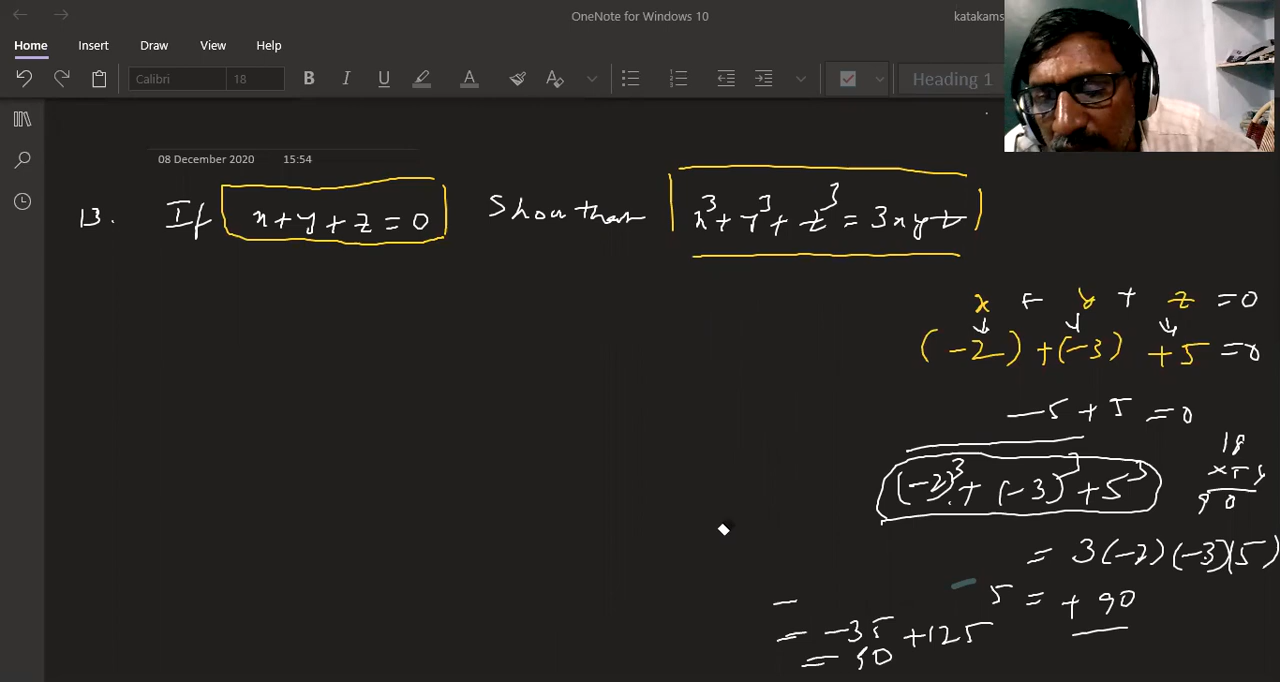 OneNote for Windows 10
katakams
Home Insert Draw View Help
Calibri 18 B I U A Heading 1
08 December 2020 15:54
13. If x+y+z=0 Show that x³+y³+z³=3xyz
x + y + z =0
(-2)+(-3)+5=0
-5+5=0
(-2)³+(-3)³+5³
18
90
=3(-2)(-3)(5)
5 = +90
= -35+125
= 90